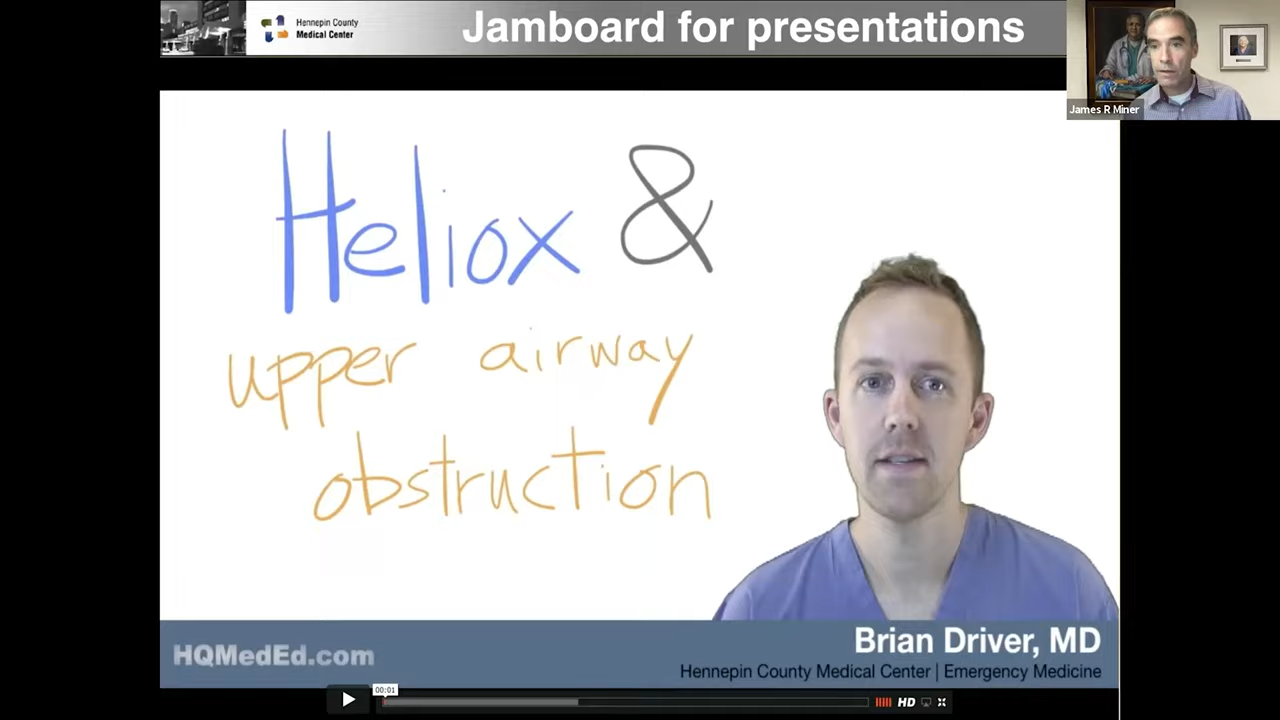 Hennepin County
Medical Center
Jamboard for presentations
James R Miner
Heliox &
upper airway
obstruction
HQMedEd.com
Brian Driver, MD
Hennepin County Medical Center | Emergency Medicine
00:01
HD